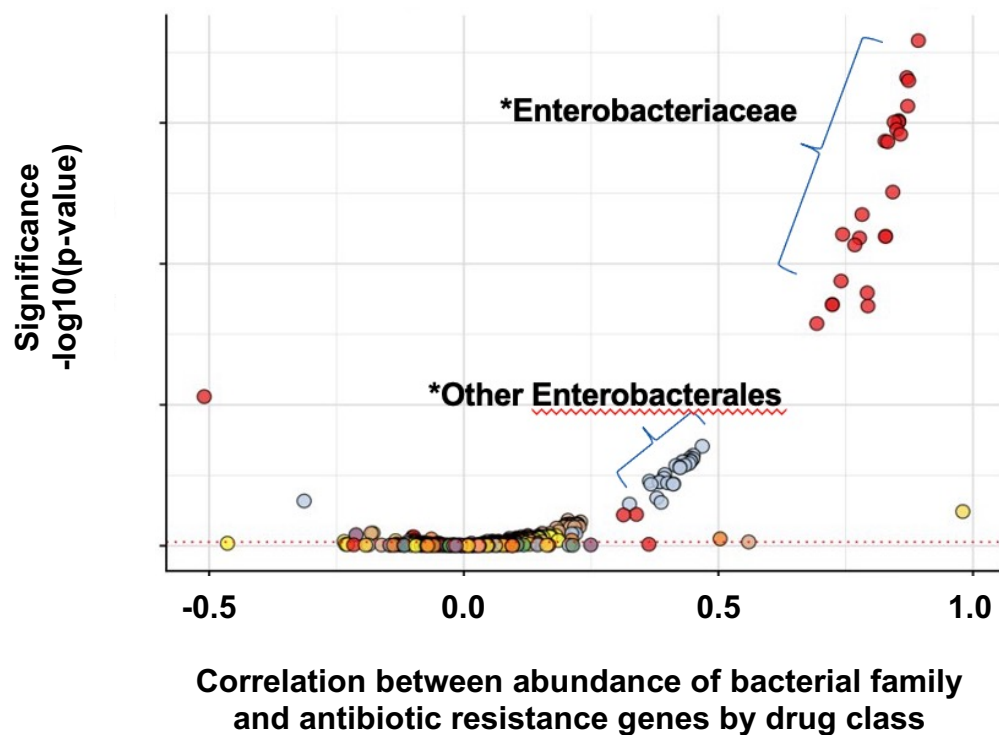 *Enterobacteriaceae
Significance
-log10(p-value)
*Other Enterobacterales
-0.5 0.0 0.5 1.0
Correlation between abundance of bacterial family
and antibiotic resistance genes by drug class